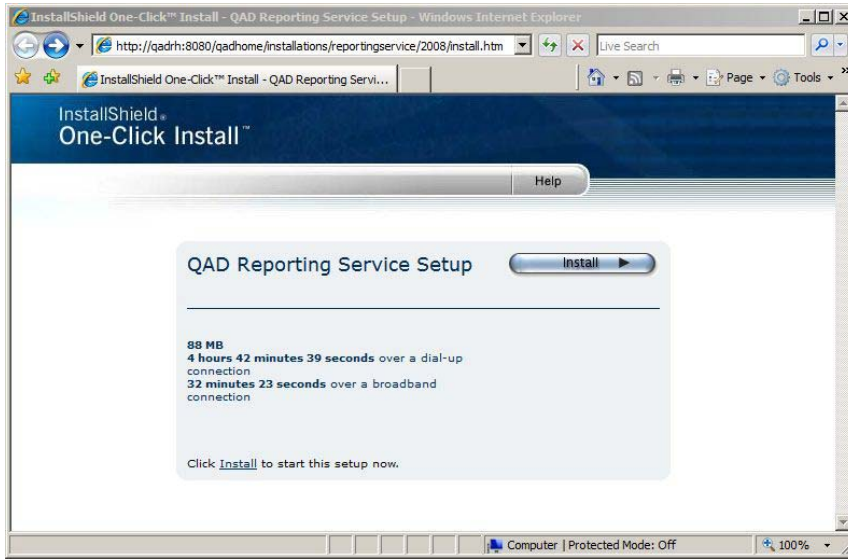 InstallShield One-Click™ Install - QAD Reporting Service Setup - Windows Internet Explorer
http://qadrh:8080/qadhome/installations/reportingservice/2008/install.htm
Live Search
InstallShield One-Click™ Install - QAD Reporting Servi...
Page
Tools
»
InstallShield®
One-Click Install™
Help
QAD Reporting Service Setup
Install
88 MB
4 hours 42 minutes 39 seconds over a dial-up
connection
32 minutes 23 seconds over a broadband
connection
Click Install to start this setup now.
Computer | Protected Mode: Off
100%